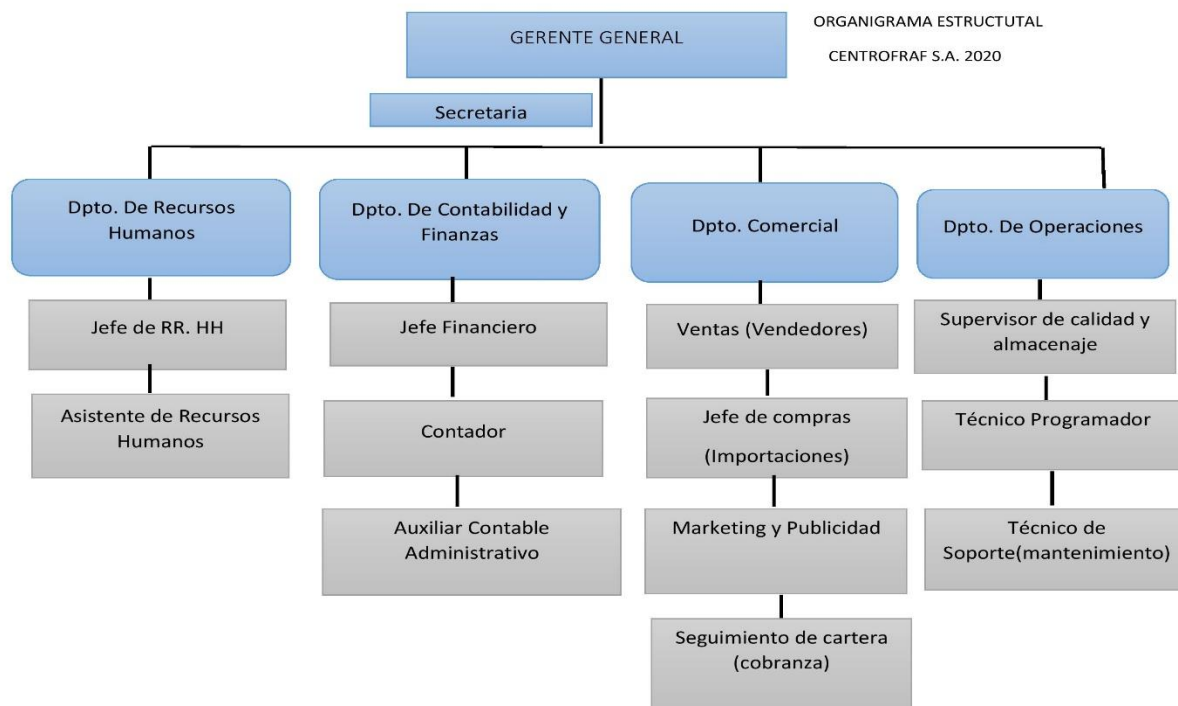 ORGANIGRAMA ESTRUCTUTAL
CENTROFRAF S.A. 2020
GERENTE GENERAL
Secretaria
Dpto. De Recursos
Humanos
Dpto. De Contabilidad y
Finanzas
Dpto. Comercial
Dpto. De Operaciones
Jefe de RR. HH
Asistente de Recursos
Humanos
Jefe Financiero
Contador
Auxiliar Contable
Administrativo
Ventas (Vendedores)
Jefe de compras
(Importaciones)
Marketing y Publicidad
Seguimiento de cartera
(cobranza)
Supervisor de calidad y
almacenaje
Técnico Programador
Técnico de
Soporte(mantenimiento)